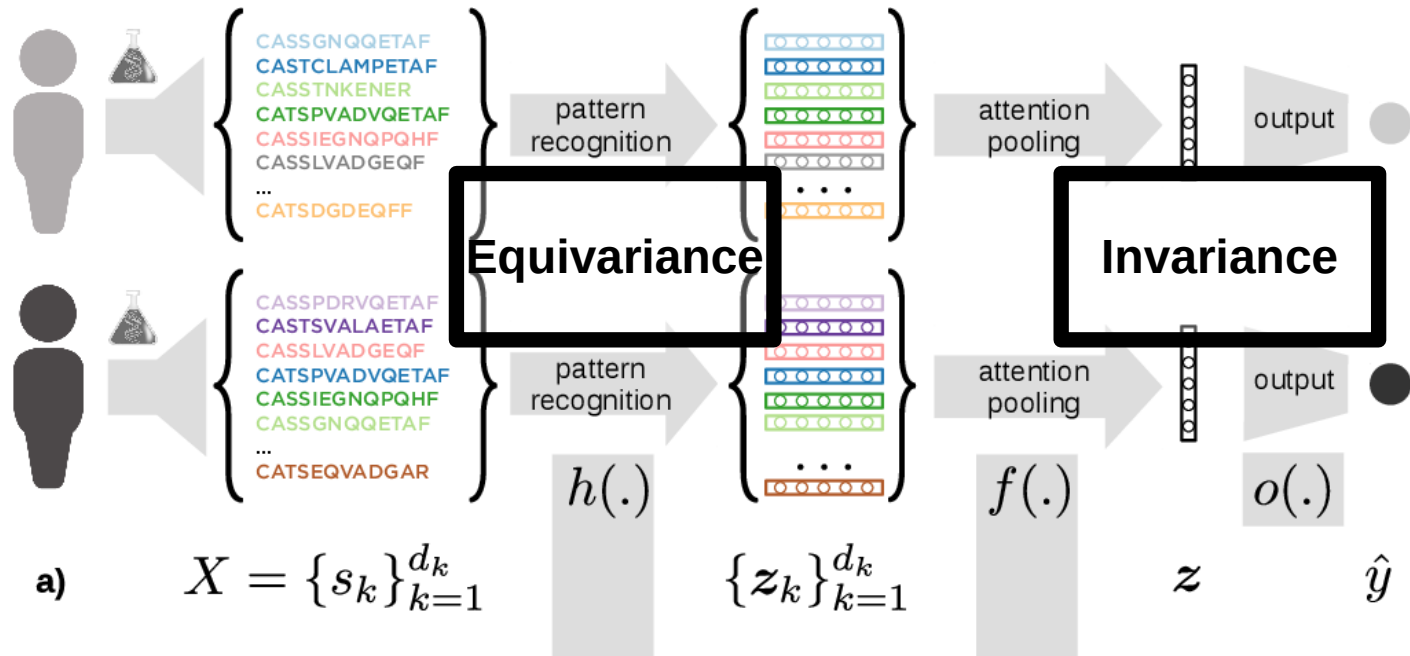 CASSGNQQETAF
CASTCLAMPETAF
CASSTNKENER
CATSPVADVQETAF
CASSIEGNQPQHF
CASSLVADGEQF
...
CATSDGDEQFF
pattern
recognition
. . .
attention
pooling
output
Equivariance
Invariance
CASSPDRVQETAF
CASTSVALAETAF
CASSLVADGEQF
CATSPVADVQETAF
CASSIEGNQPQHF
CASSGNQQETAF
...
CATSEQVADGAR
pattern
recognition
. . .
attention
pooling
output
h(.)
f(.)
o(.)
a)
X = {s_k}_{k=1}^{d_k}
{z_k}_{k=1}^{d_k}
z
ŷ